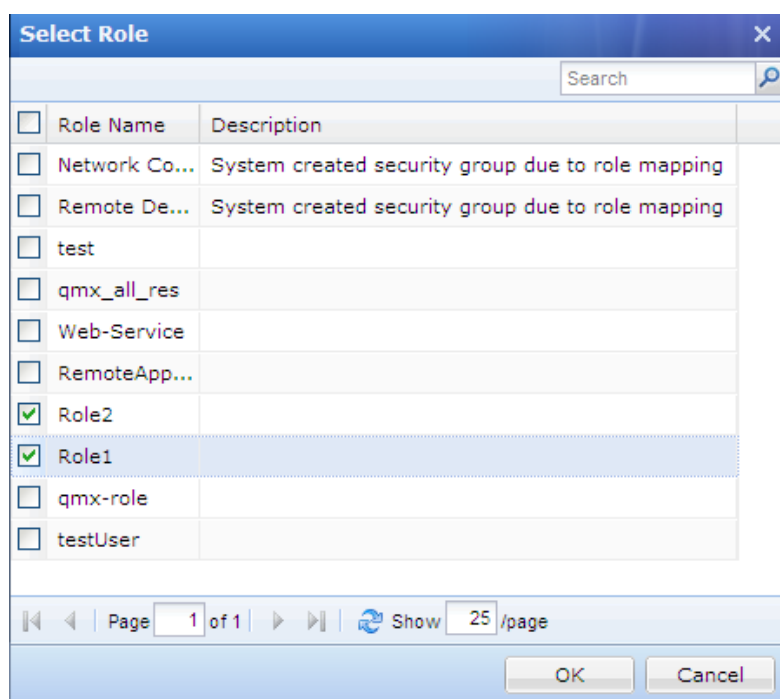 Select Role
Search
Role Name Description
Network Co... System created security group due to role mapping
Remote De... System created security group due to role mapping
test
qmx_all_res
Web-Service
RemoteApp...
Role2
Role1
qmx-role
testUser
Page 1 of 1 Show 25 /page
OK Cancel